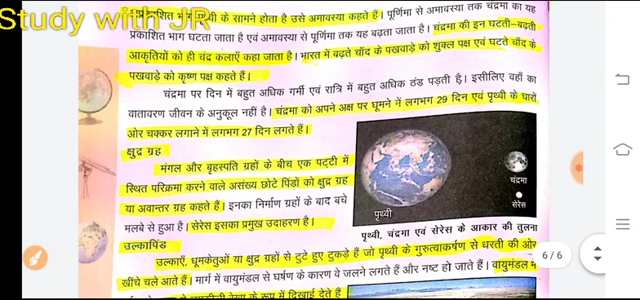 Study with JR
भाग पृथ्वी के सामने होता है उसे अमावस्या कहते हैं। पूर्णिमा से अमावस्या तक चंद्रमा का यह
प्रकाशित भाग घटता जाता है एवं अमावस्या से पूर्णिमा तक यह बढ़ता जाता है। चन्द्रमा की इन घटती–बढ़ती
आकृतियों को ही चंद्र कलाएँ कहा जाता है। भारत में बढ़ते चाँद के पखवाड़े को शुक्ल पक्ष एवं घटते चाँद के
पखवाड़े को कृष्ण पक्ष कहते हैं।
चंद्रमा पर दिन में बहुत अधिक गर्मी एवं रात्रि में बहुत अधिक ठंड पड़ती है। इसीलिए वहाँ का
वातावरण जीवन के अनुकूल नहीं है। चंद्रमा को अपने अक्ष पर घूमने में लगभग 29 दिन एवं पृथ्वी के चारों
ओर चक्कर लगाने में लगभग 27 दिन लगते हैं।
क्षुद्र ग्रह
मंगल और बृहस्पति ग्रहों के बीच एक पट्टी में
स्थित परिक्रमा करने वाले असंख्य छोटे पिंडों को क्षुद्र ग्रह
या अवान्तर ग्रह कहते हैं। इनका निर्माण ग्रहों के बाद बचे
मलबे से हुआ है। सेरेस इसका प्रमुख उदाहरण है।
पृथ्वी
चंद्रमा
सेरेस
पृथ्वी, चंद्रमा एवं सेरेस के आकार की तुलना
उल्कापिंड
उल्काएँ, धूमकेतुओं या क्षुद्र ग्रहों से टूटे हुए टुकड़े हैं जो पृथ्वी के गुरुत्वाकर्षण से धरती की ओर
खींचे चले आते हैं। मार्ग में वायुमंडल से घर्षण के कारण वे जलने लगते हैं और नष्ट हो जाते हैं। वायुमंडल में
रेखा के रूप में दिखाई देते हैं
6/6